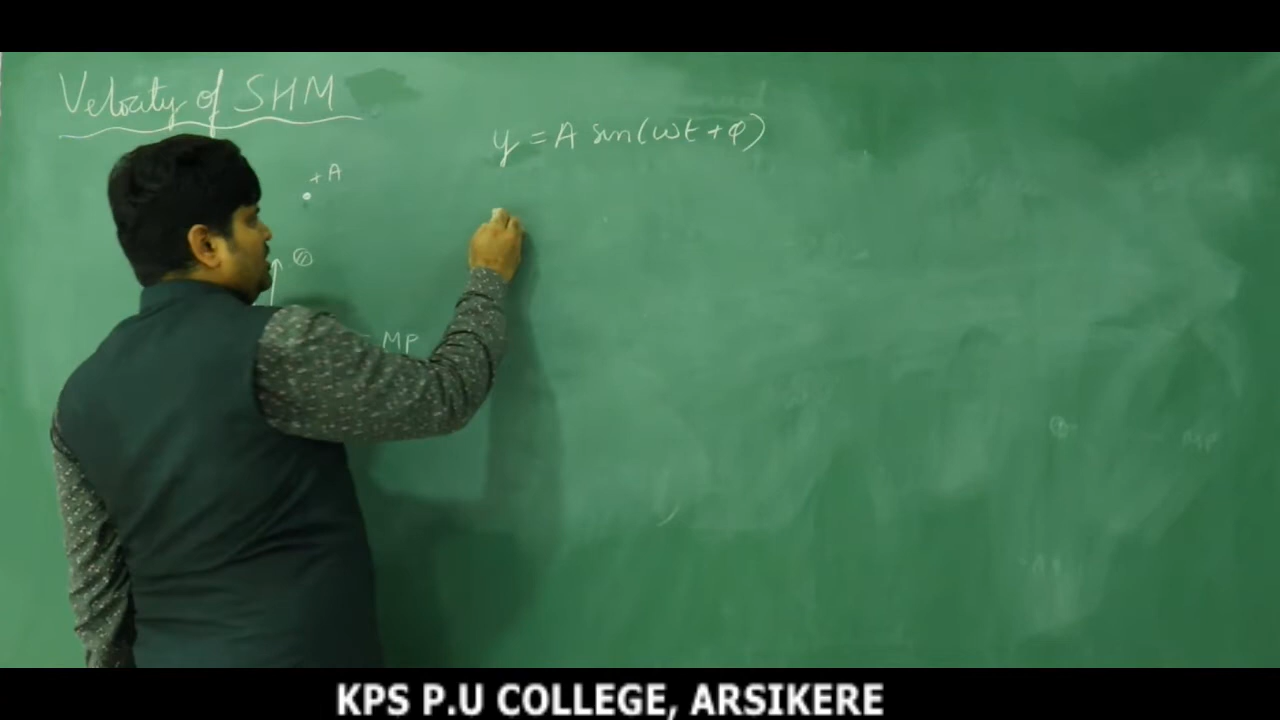 Velocity of SHM
y = A sin(ωt + φ)
+A
MP
KPS P.U COLLEGE, ARSIKERE